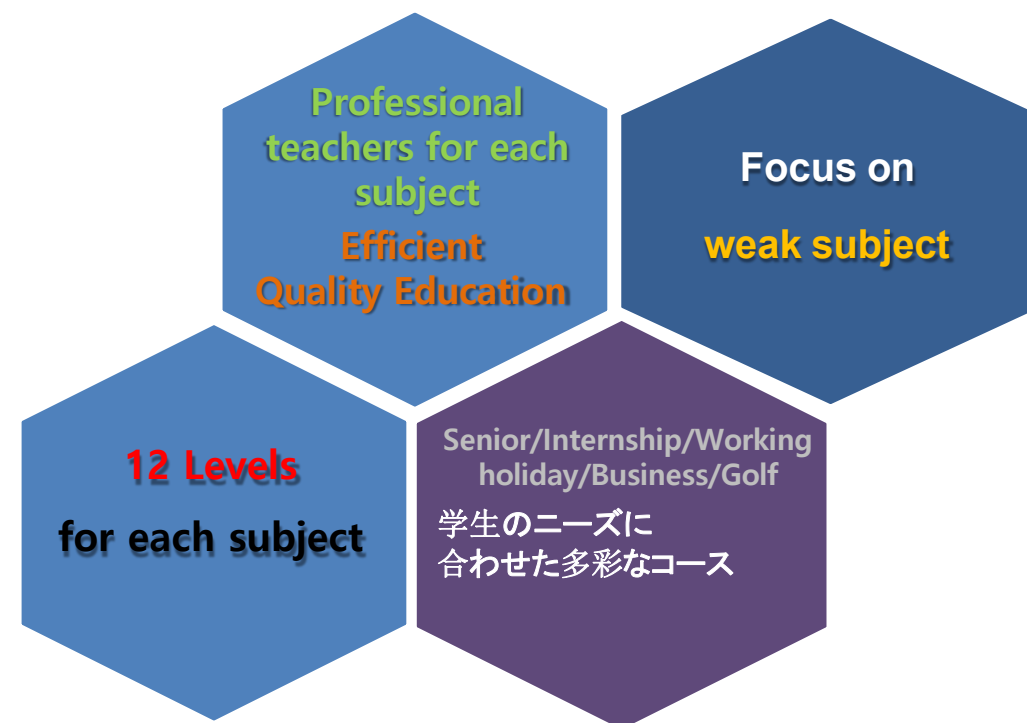 Professional
teachers for each
subject
Efficient
Quality Education
Focus on
weak subject
12 Levels
for each subject
Senior/Internship/Working
holiday/Business/Golf
学生のニーズに
合わせた多彩なコース